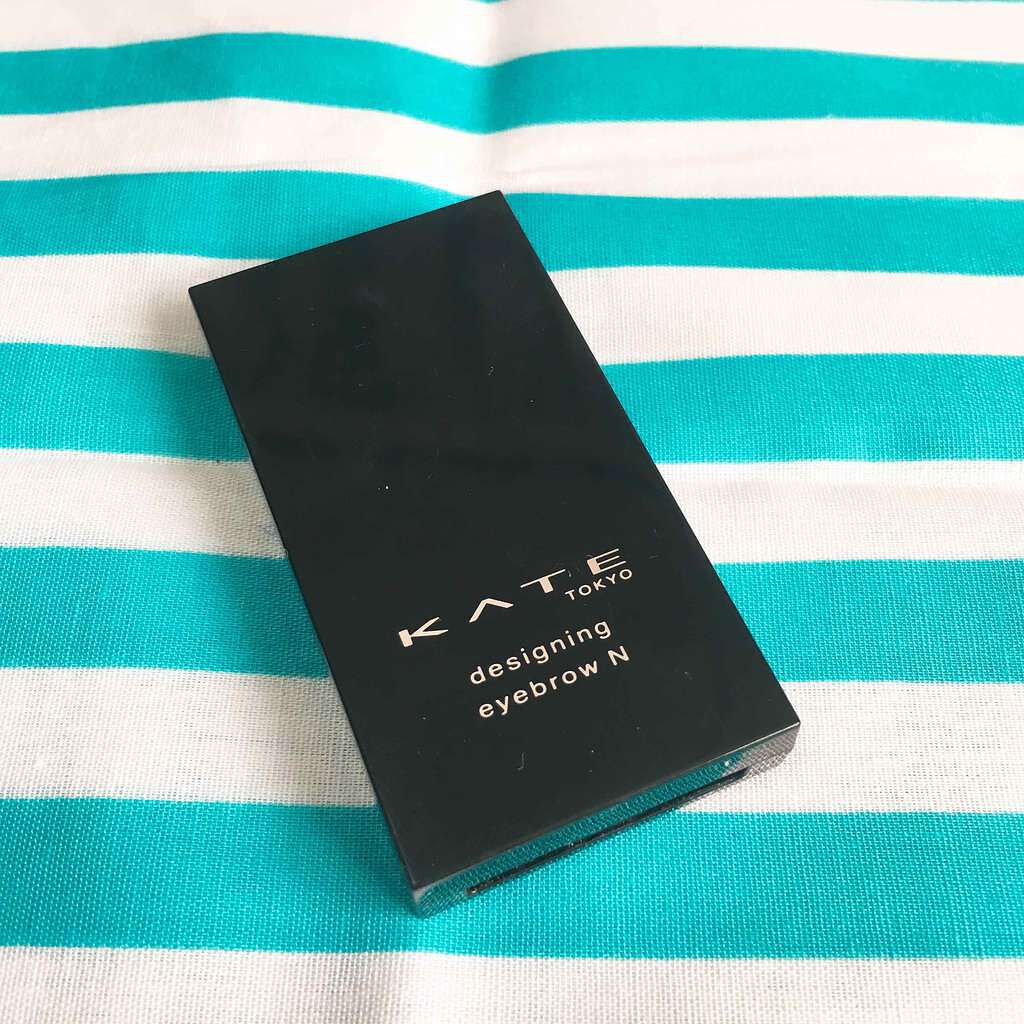 KATE
TOKYO
designing
eyebrow N